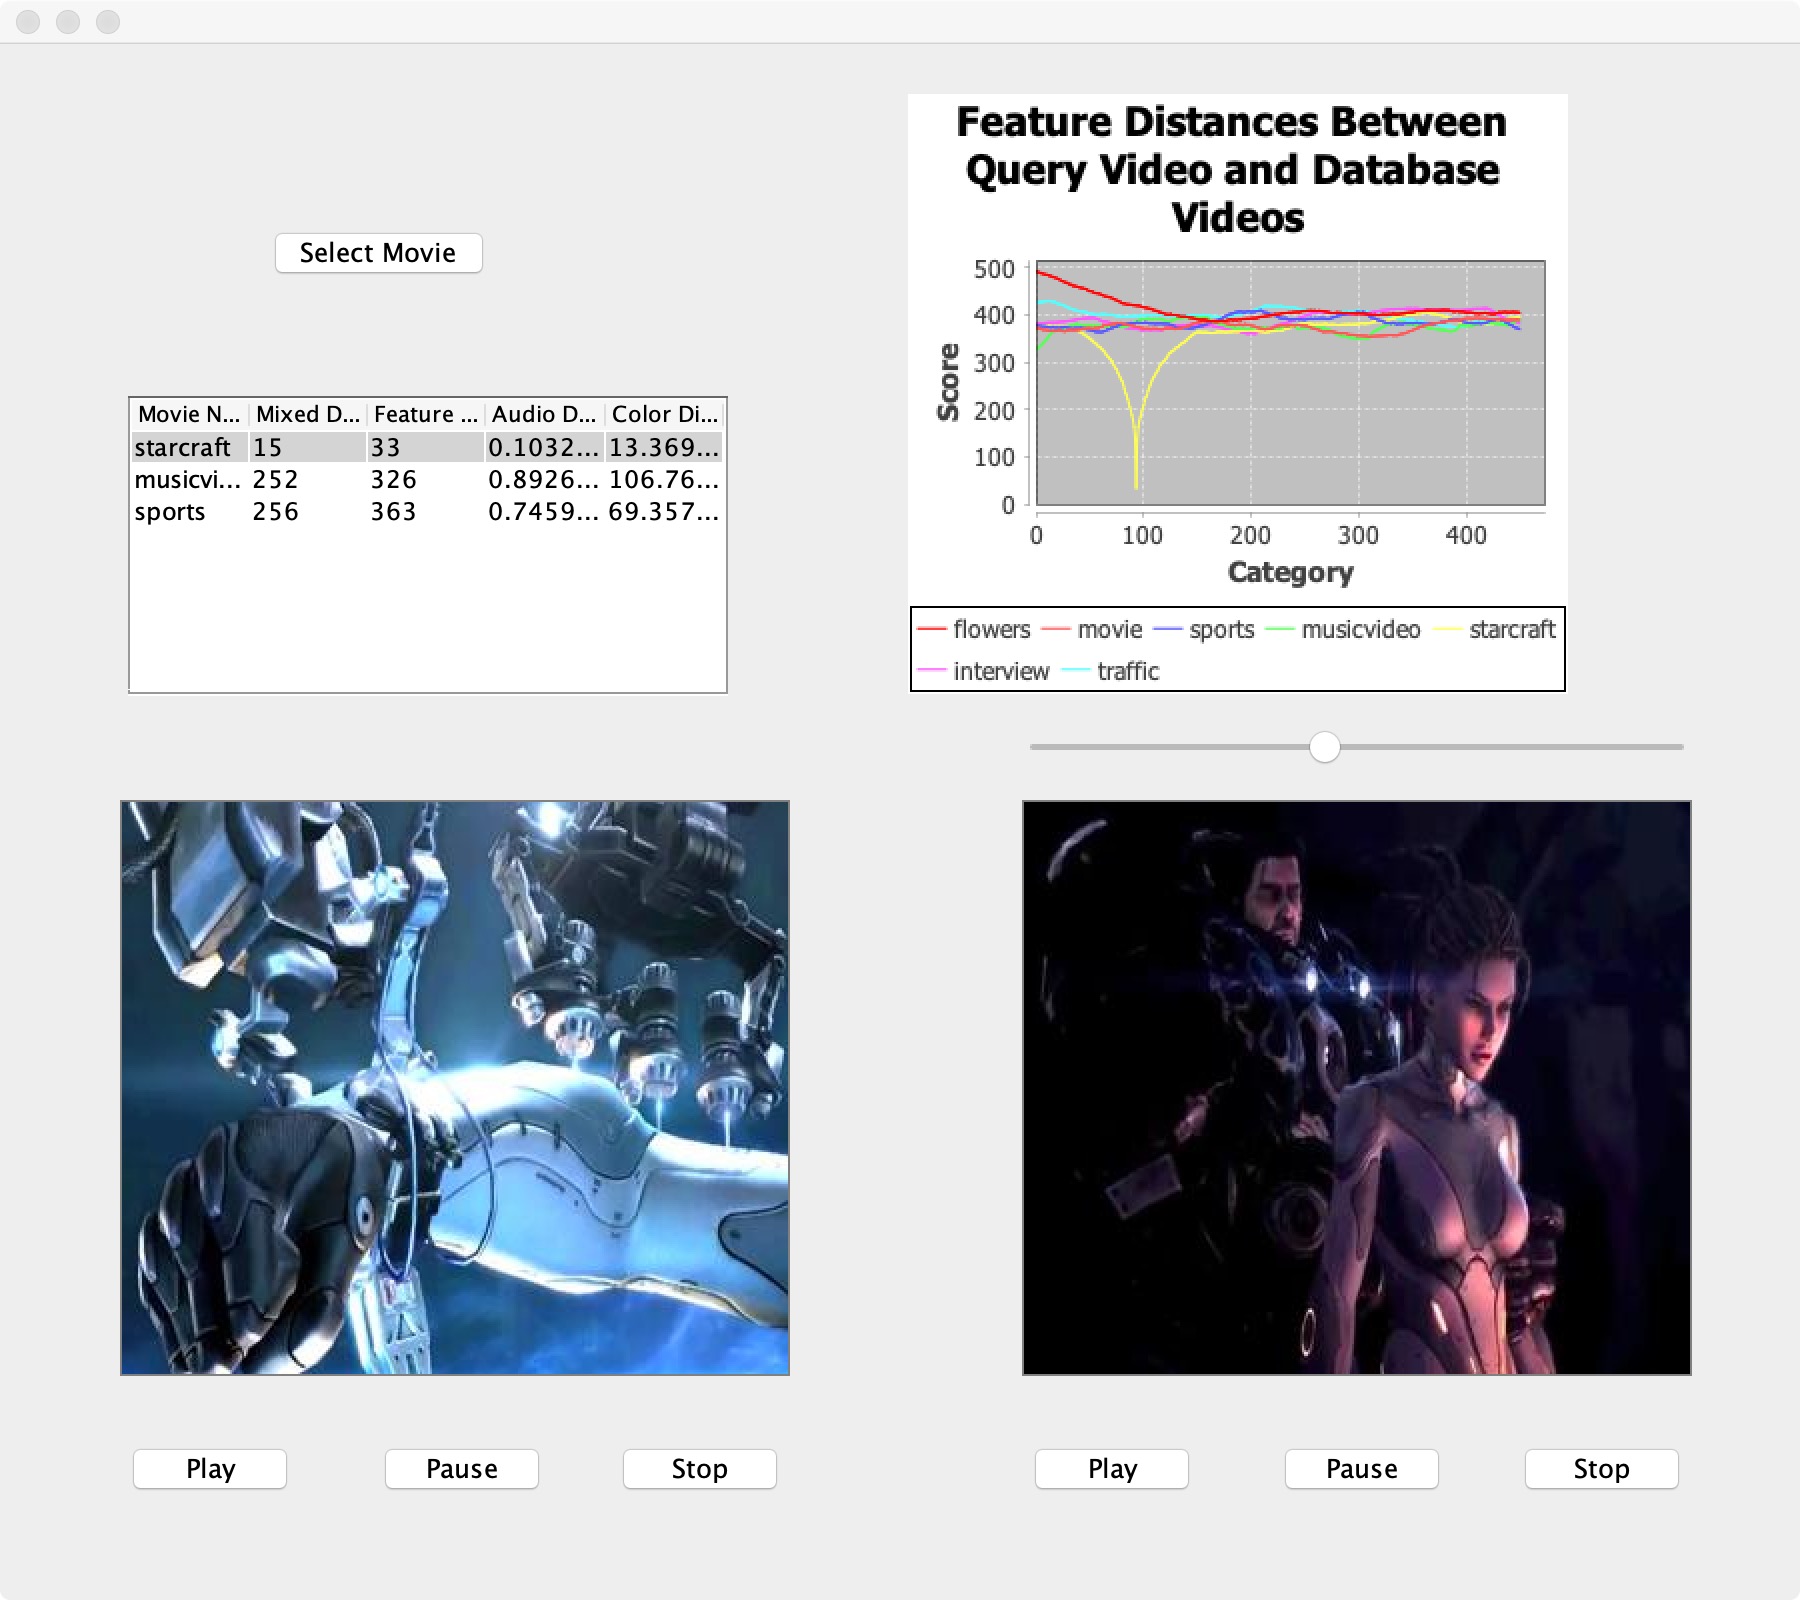 Select Movie
Movie N... Mixed D... Feature ... Audio D... Color Di...
starcraft 15 33 0.1032... 13.369...
musicvi... 252 326 0.8926... 106.76...
sports 256 363 0.7459... 69.357...
Feature Distances Between
Query Video and Database
Videos
Score
500
400
300
200
100
0
0 100 200 300 400
Category
flowers movie sports musicvideo starcraft
interview traffic
Play Pause Stop
Play Pause Stop